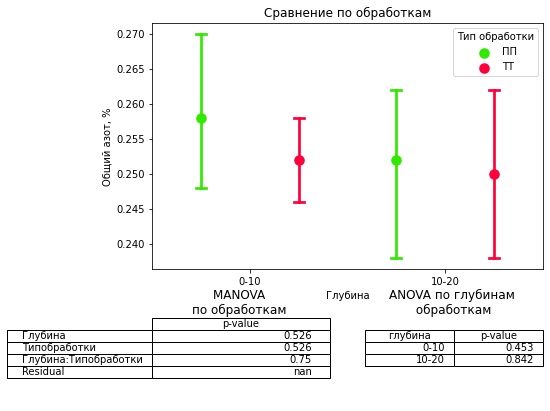 Сравнение по обработкам
Общий азот, %
0.270
0.265
0.260
0.255
0.250
0.245
0.240
Тип обработки
ПП
ТТ
0-10
10-20
Глубина
MANOVA
по обработкам
p-value
Глубина 0.526
Типобработки 0.526
Глубина:Типобработки 0.75
Residual nan
ANOVA по глубинам
обработкам
глубина p-value
0-10 0.453
10-20 0.842